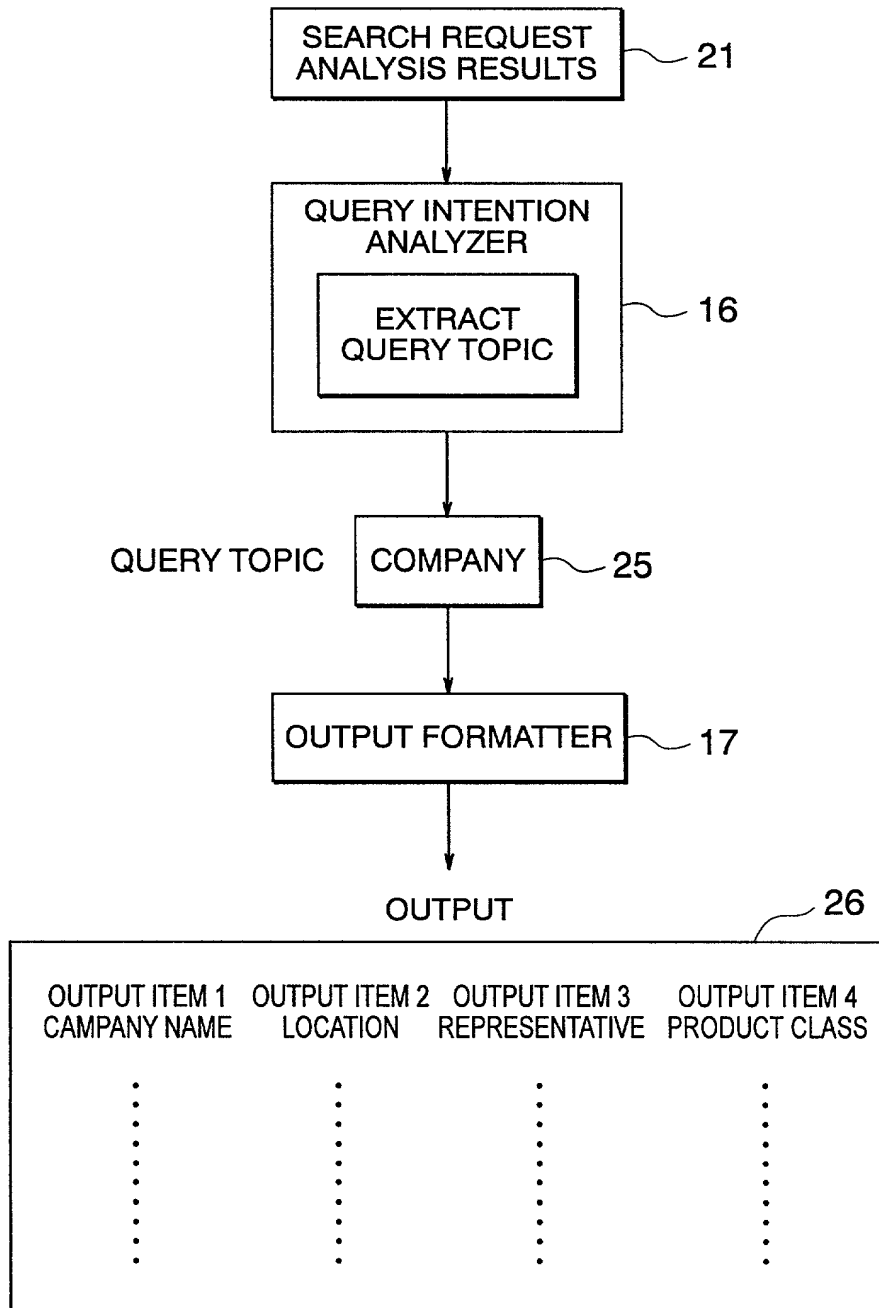 SEARCH REQUEST
ANALYSIS RESULTS
21
QUERY INTENTION
ANALYZER
EXTRACT
QUERY TOPIC
16
QUERY TOPIC
COMPANY
25
OUTPUT FORMATTER
17
OUTPUT
26
OUTPUT ITEM 1 OUTPUT ITEM 2 OUTPUT ITEM 3 OUTPUT ITEM 4
CAMPANY NAME LOCATION REPRESENTATIVE PRODUCT CLASS